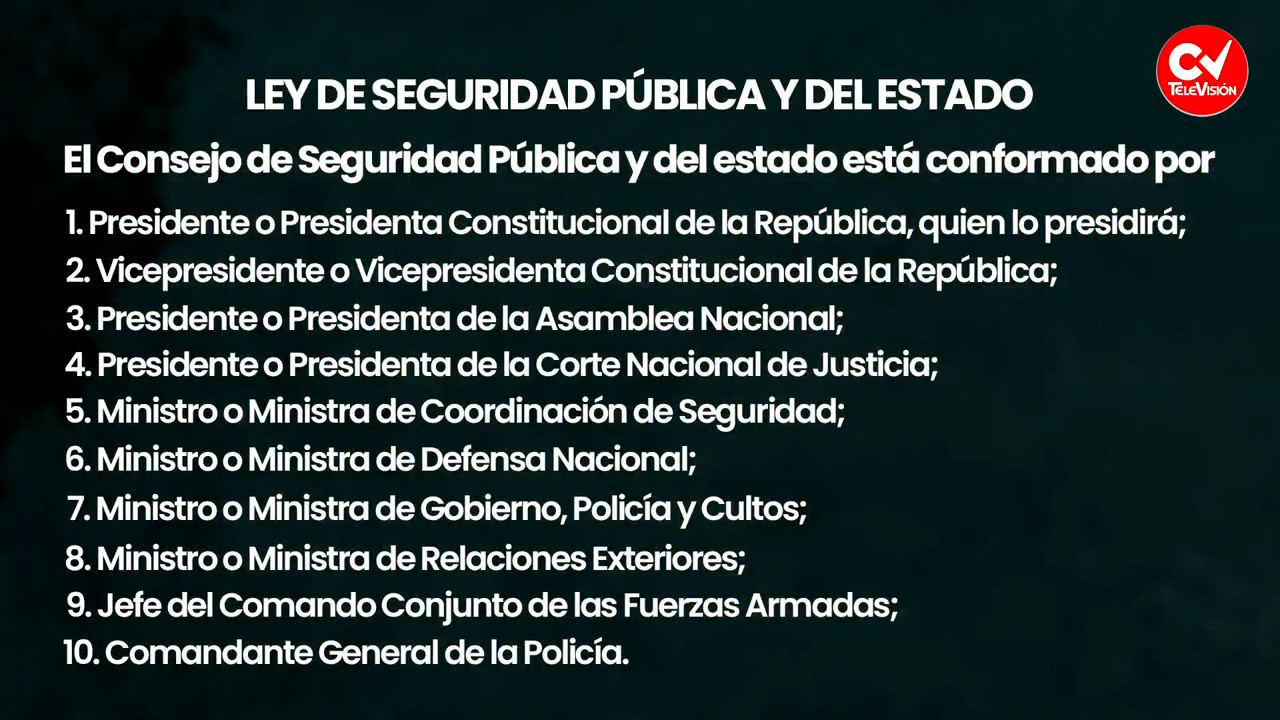 CV
TELEVISIÓN
LEY DE SEGURIDAD PÚBLICA Y DEL ESTADO
El Consejo de Seguridad Pública y del estado está conformado por
1. Presidente o Presidenta Constitucional de la República, quien lo presidirá;
2. Vicepresidente o Vicepresidenta Constitucional de la República;
3. Presidente o Presidenta de la Asamblea Nacional;
4. Presidente o Presidenta de la Corte Nacional de Justicia;
5. Ministro o Ministra de Coordinación de Seguridad;
6. Ministro o Ministra de Defensa Nacional;
7. Ministro o Ministra de Gobierno, Policía y Cultos;
8. Ministro o Ministra de Relaciones Exteriores;
9. Jefe del Comando Conjunto de las Fuerzas Armadas;
10. Comandante General de la Policía.